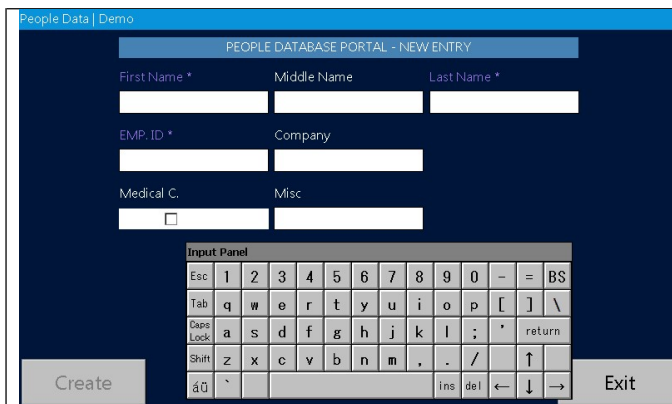 People Data | Demo
PEOPLE DATABASE PORTAL - NEW ENTRY
First Name * Middle Name Last Name *
EMP. ID * Company
Medical C. Misc
Input Panel
Esc 1 2 3 4 5 6 7 8 9 0 - = BS
Tab q w e r t y u i o p [ ] \
Caps Lock a s d f g h j k l ; ' return
Shift z x c v b n m , . / ↑
áü ` ins del ← ↓ →
Create Exit